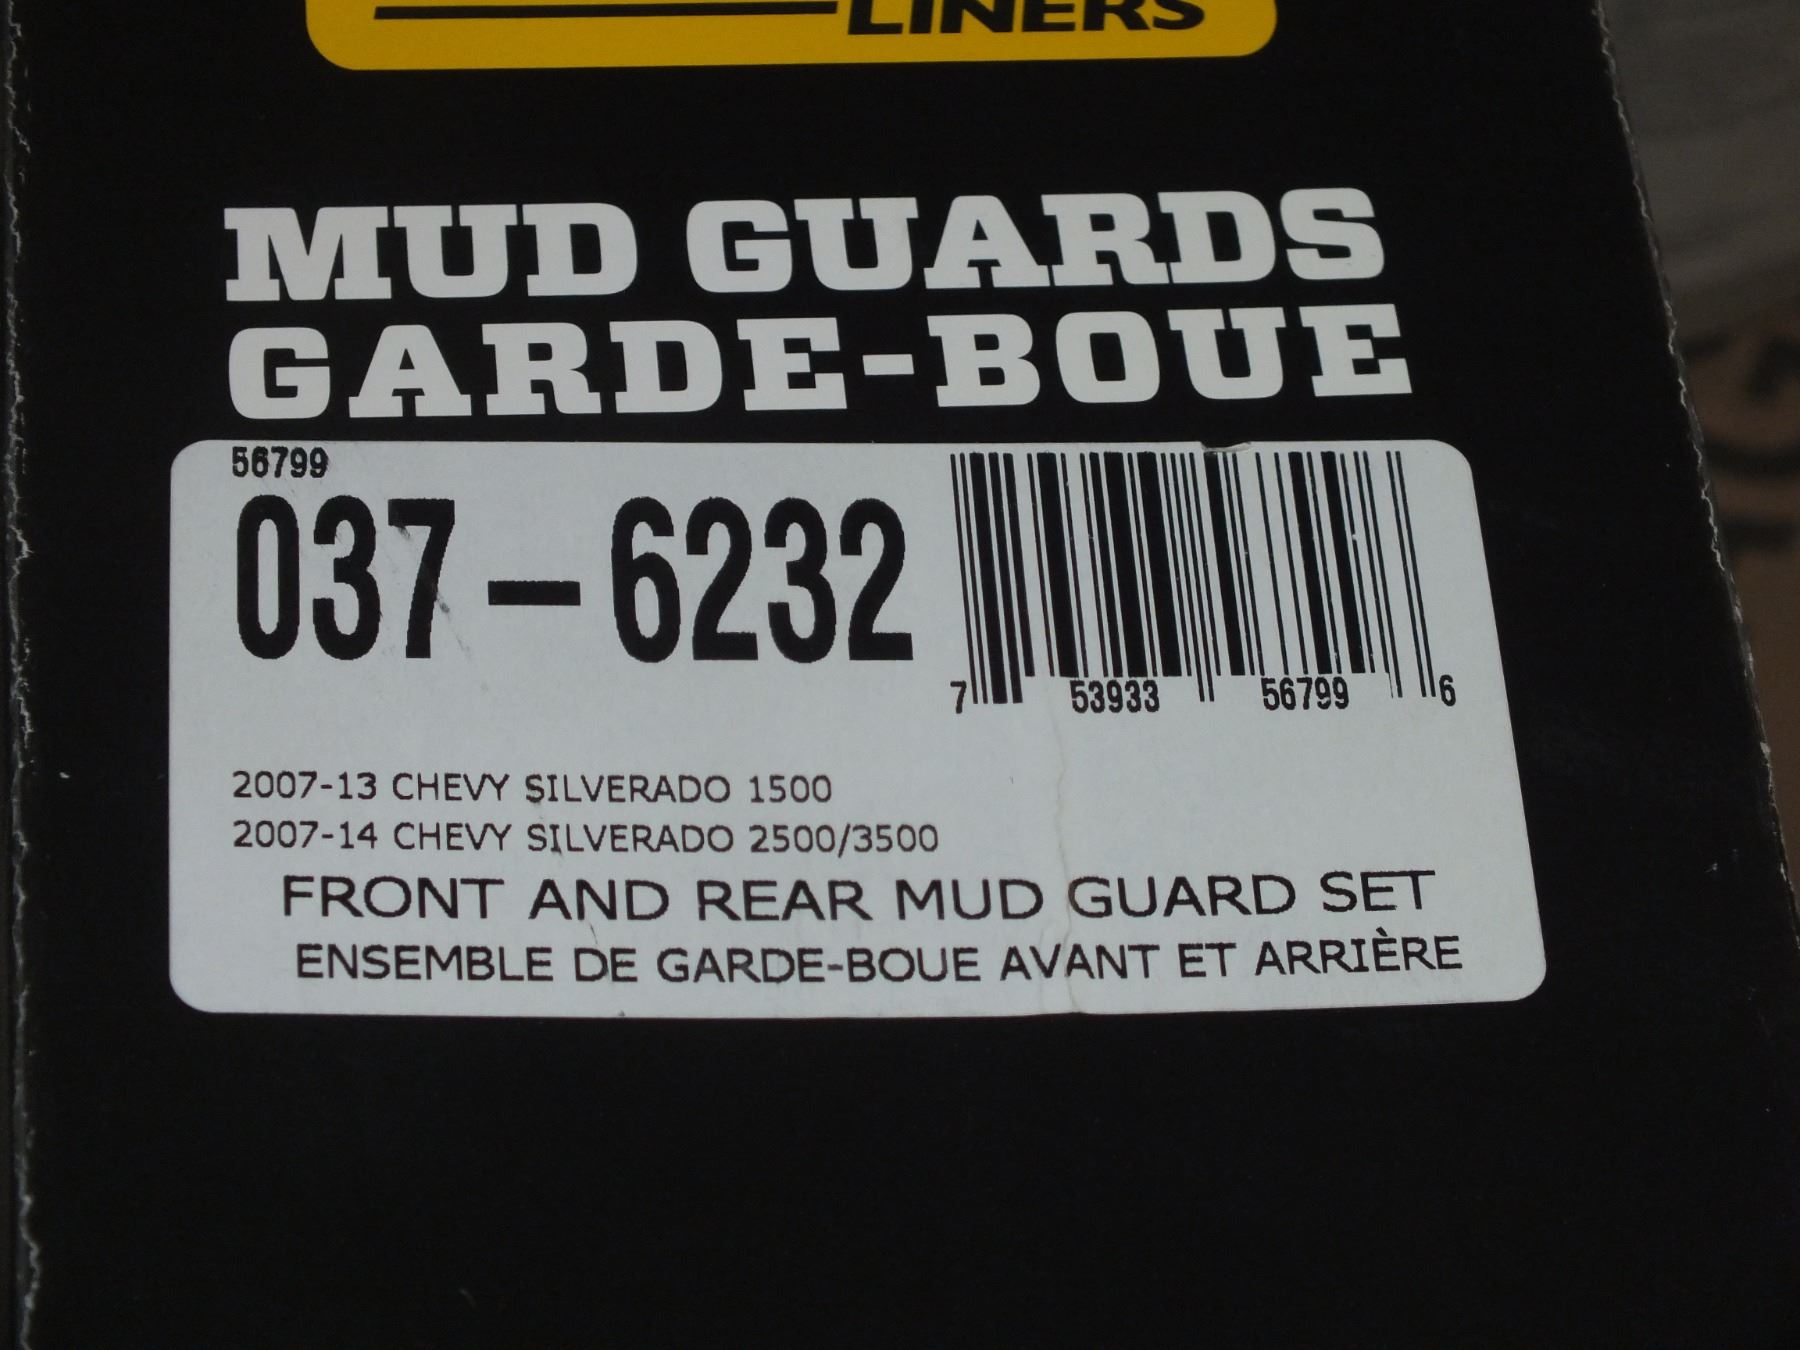 LINERS
MUD GUARDS
GARDE-BOUE
56799
037-6232
7 53933 56799 6
2007-13 CHEVY SILVERADO 1500
2007-14 CHEVY SILVERADO 2500/3500
FRONT AND REAR MUD GUARD SET
ENSEMBLE DE GARDE-BOUE AVANT ET ARRIÈRE